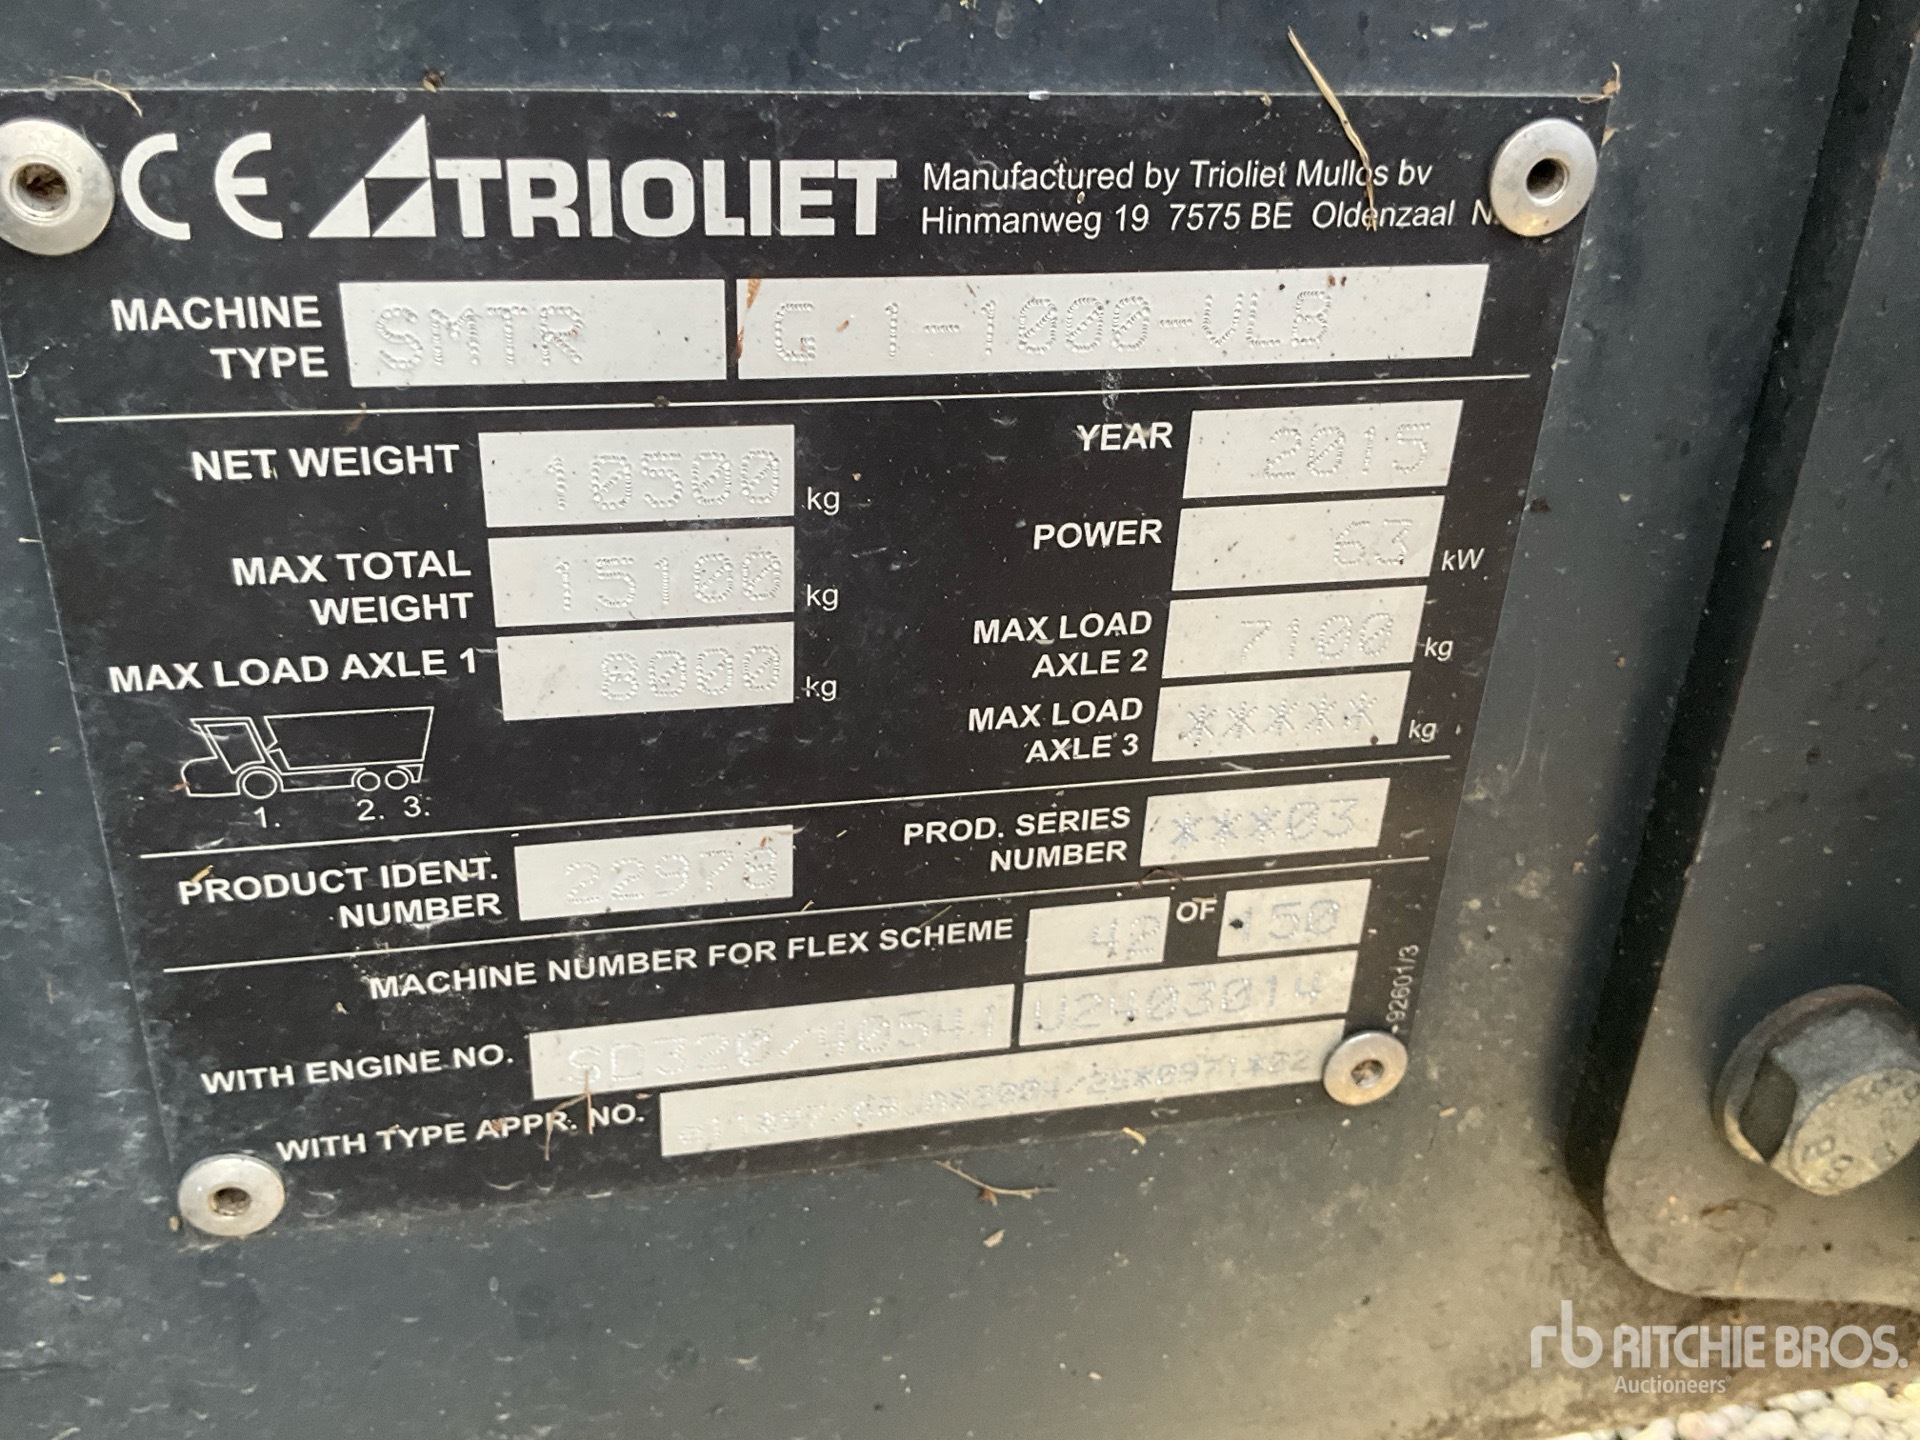 CE TRIOLIET Manufactured by Trioliet Mullos bv
Hinmanweg 19 7575 BE Oldenzaal
MACHINE TYPE SMTR G 1-1000-VLB
NET WEIGHT 10500 kg
YEAR 2015
MAX TOTAL WEIGHT 15100 kg
POWER 63 kW
MAX LOAD AXLE 1 8000 kg
MAX LOAD AXLE 2 7100 kg
MAX LOAD AXLE 3 ***** kg
1. 2. 3.
PRODUCT IDENT. NUMBER 22978
PROD. SERIES NUMBER ***03
MACHINE NUMBER FOR FLEX SCHEME 42 OF 150
WITH ENGINE NO. SD320/40541 U2403014
WITH TYPE APPR. NO.
-92601/3
rb RITCHIE BROS.
Auctioneers